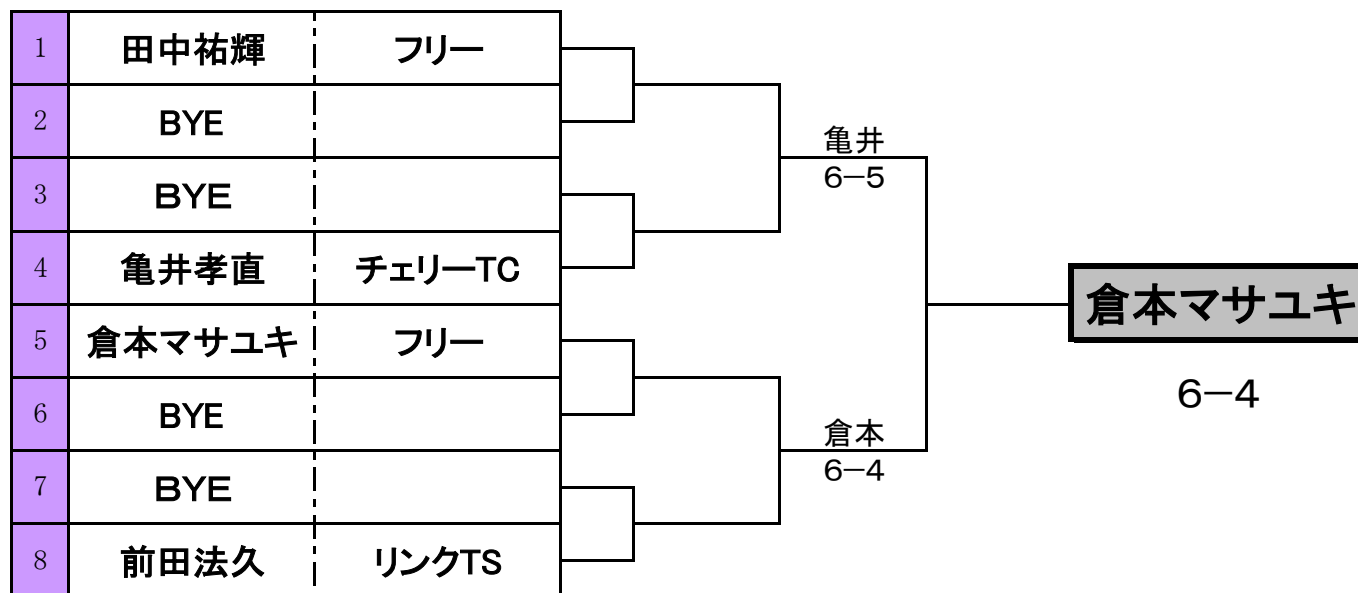 1 田中祐輝 フリー
2 BYE
亀井
6－5
3 BYE
4 亀井孝直 チェリーTC
倉本マサユキ
5 倉本マサユキ フリー
6－4
6 BYE
倉本
6－4
7 BYE
8 前田法久 リンクTS